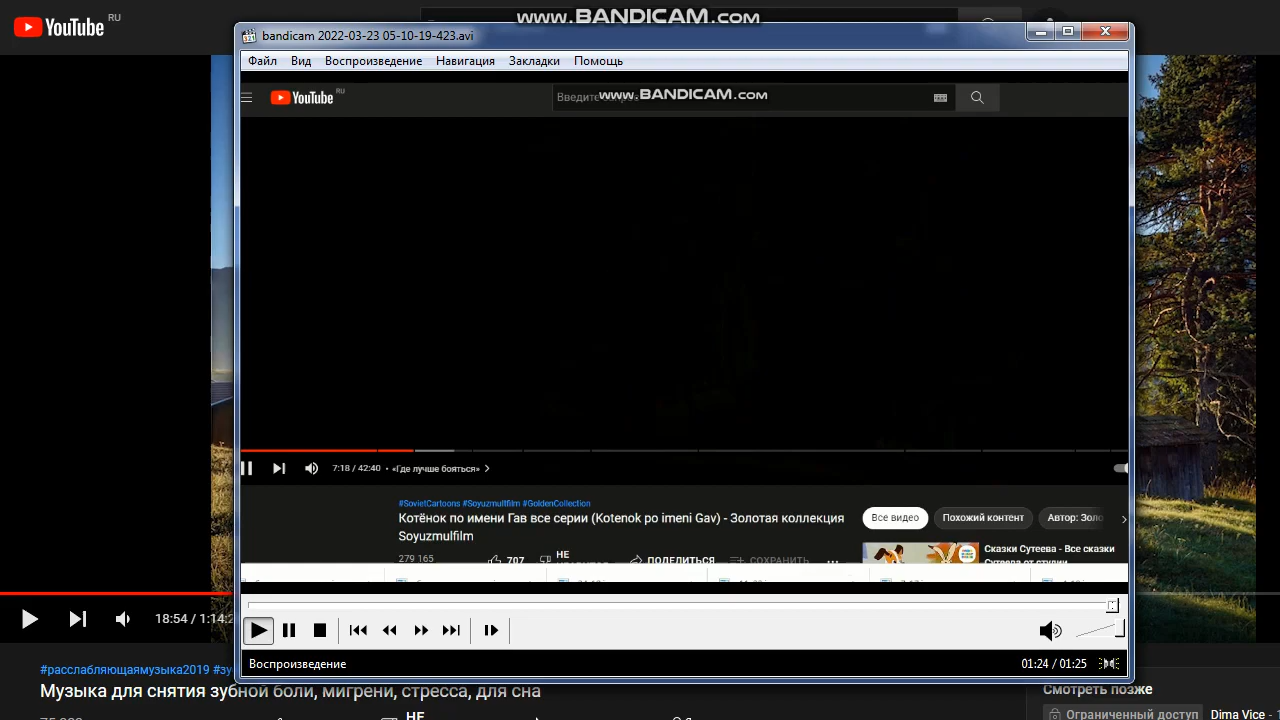 YouTube RU
www.BANDICAM.com
bandicam 2022-03-23 05-10-19-423.avi
Файл Вид Воспроизведение Навигация Закладки Помощь
YouTube RU
Введите
www.BANDICAM.com
7:18 / 42:40 • «Где лучше бояться»
#SovietCartoons #Soyuzmultfilm #GoldenCollection
Котёнок по имени Гав все серии (Kotenok po imeni Gav) - Золотая коллекция
Soyuzmulfilm
Все видео Похожий контент Автор: Золо
279 165 707 НЕ ПОДЕЛИТЬСЯ СОХРАНИТЬ
Сказки Сутеева - Все сказки
Сутеева от студии
18:54 / 1:14:2
Воспроизведение
01:24 / 01:25
#расслабляющаямузыка2019
Музыка для снятия зубной боли, мигрени, стресса, для сна
НЕ
Смотреть позже
Ограниченный доступ Dima Vice -